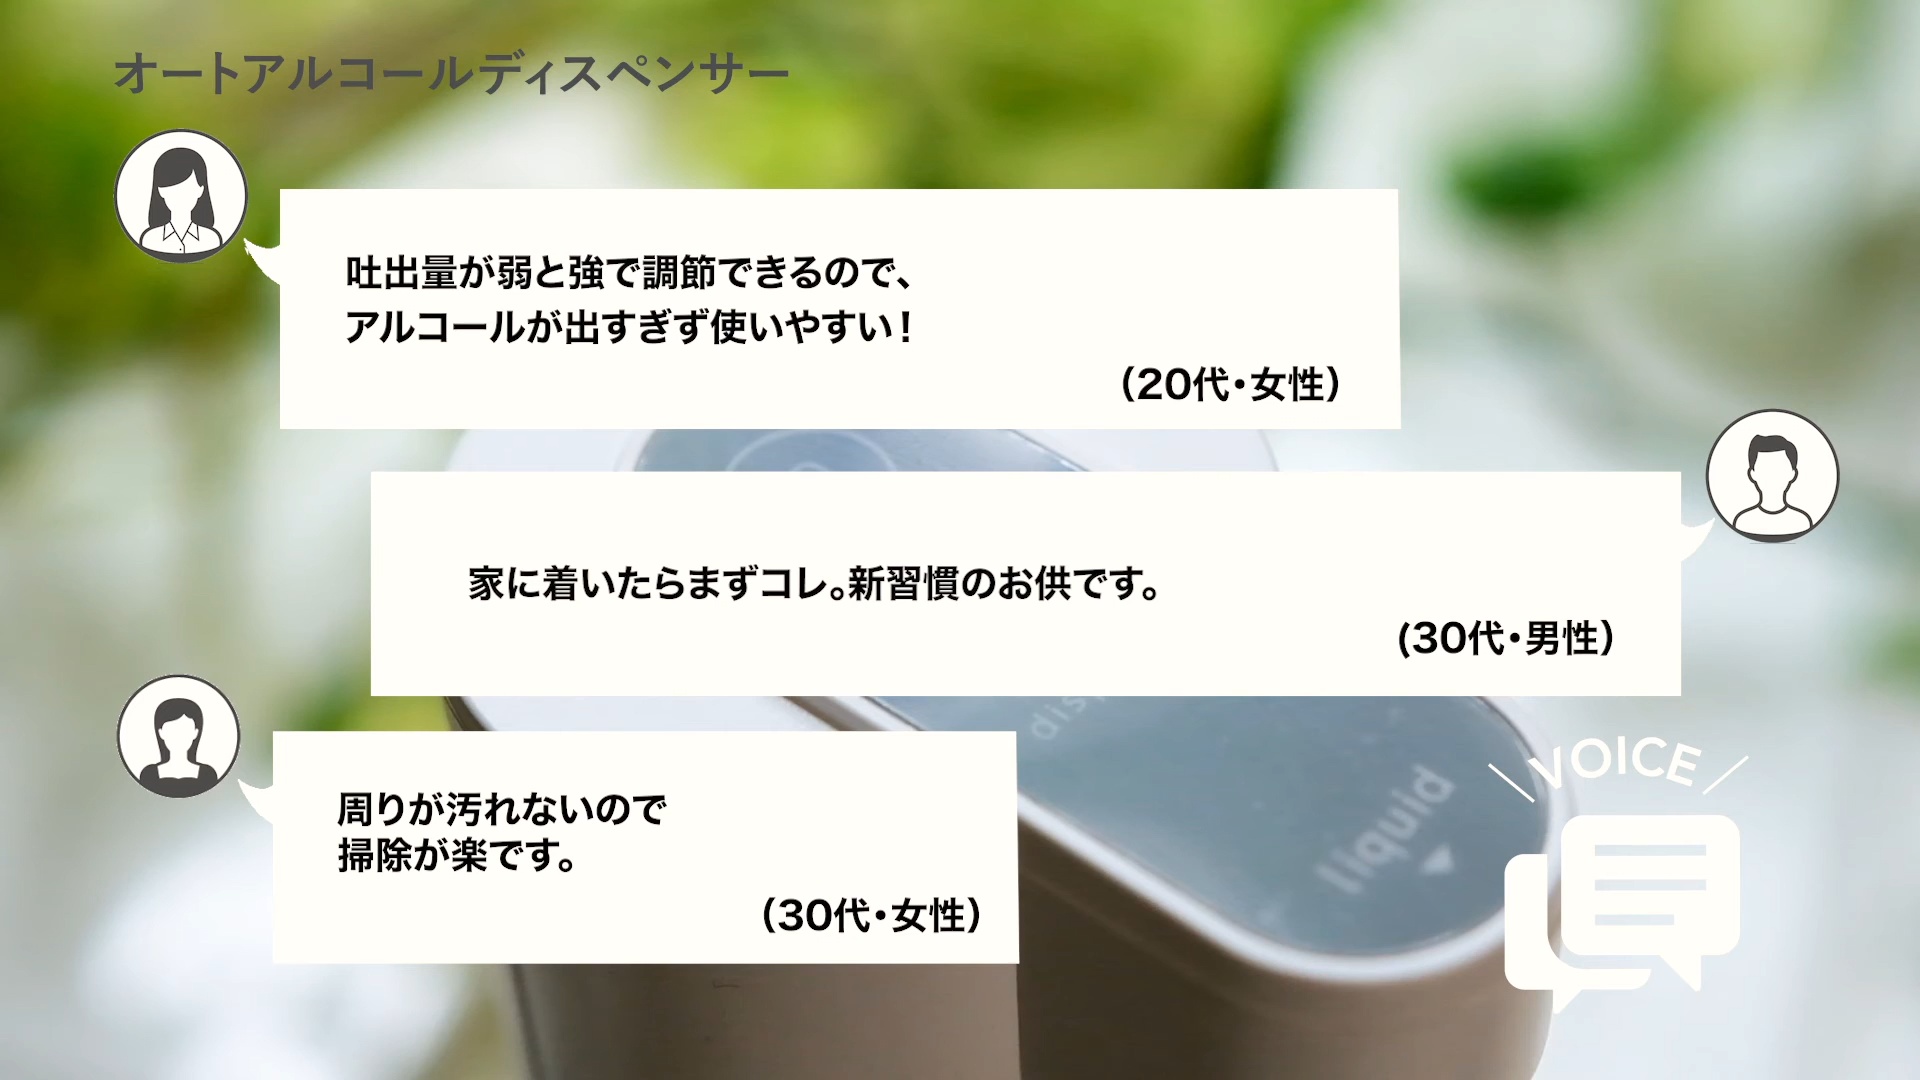 オートアルコールディスペンサー
吐出量が弱と強で調節できるので、
アルコールが出すぎず使いやすい！
（20代・女性）
家に着いたらまずコレ。新習慣のお供です。
（30代・男性）
周りが汚れないので
掃除が楽です。
（30代・女性）
VOICE
liquid